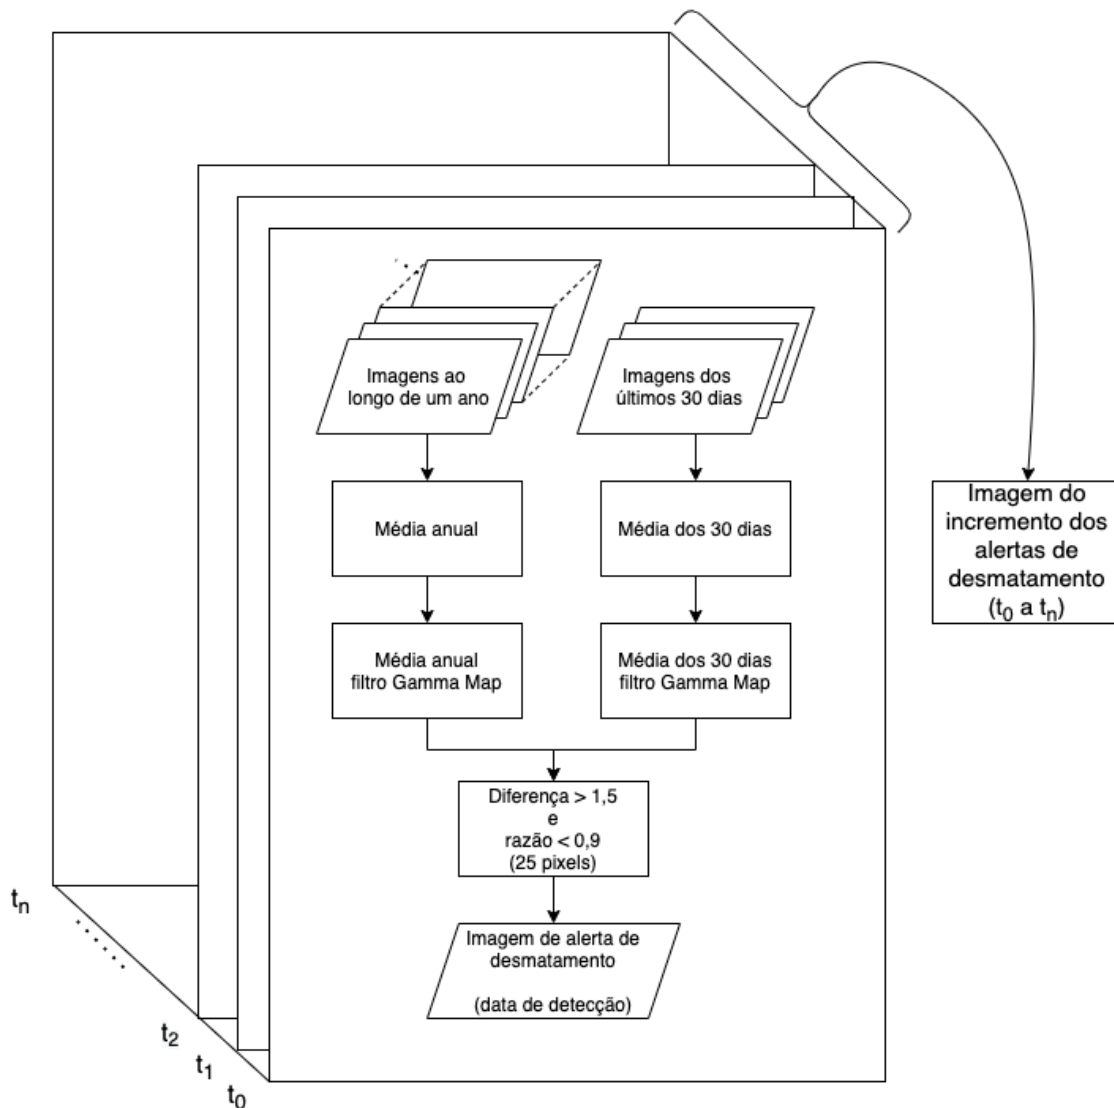 Imagens ao
longo de um ano
Imagens dos
últimos 30 dias
Média anual
Média dos 30 dias
Média anual
filtro Gamma Map
Média dos 30 dias
filtro Gamma Map
Diferença > 1,5
e
razão < 0,9
(25 pixels)
Imagem de alerta de
desmatamento
(data de detecção)
Imagem do
incremento dos
alertas de
desmatamento
(t₀ a tₙ)
tₙ
t₂
t₁
t₀